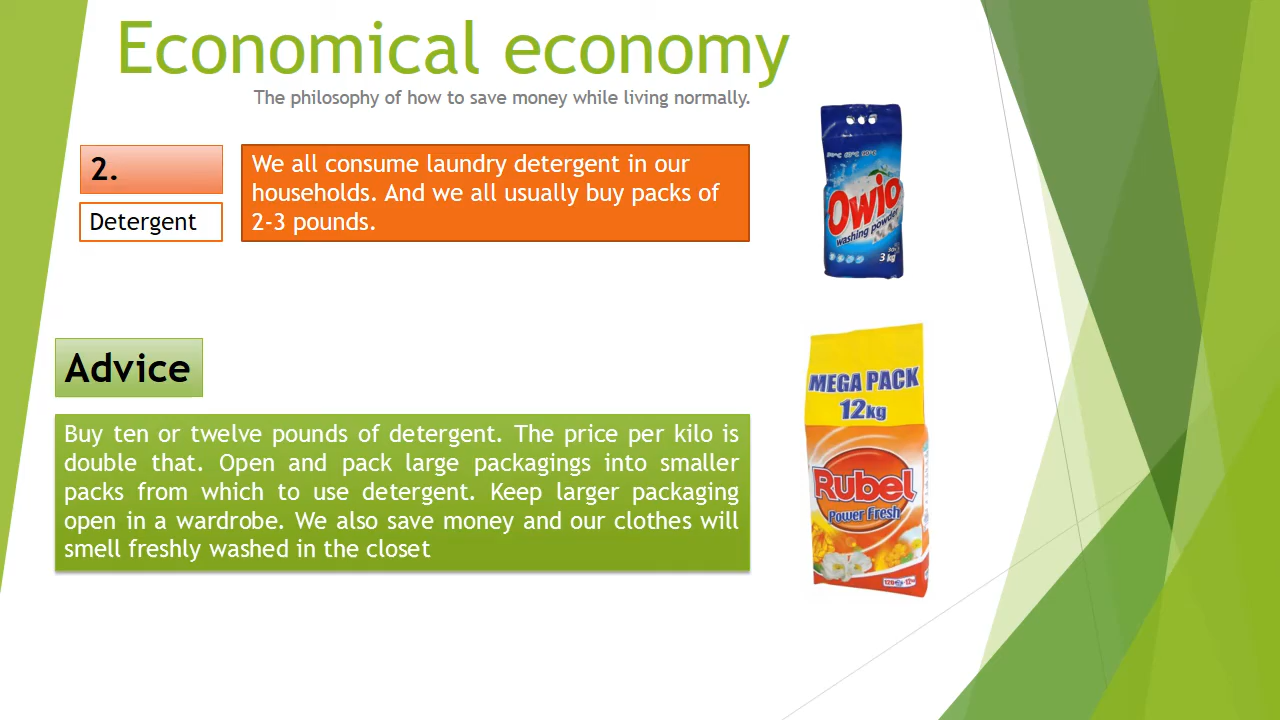 Economical economy
The philosophy of how to save money while living normally.
2.
Detergent
We all consume laundry detergent in our
households. And we all usually buy packs of
2-3 pounds.
Owio
washing powder
3 kg
Advice
Buy ten or twelve pounds of detergent. The price per kilo is
double that. Open and pack large packagings into smaller
packs from which to use detergent. Keep larger packaging
open in a wardrobe. We also save money and our clothes will
smell freshly washed in the closet
MEGA PACK
12kg
Rubel
Power Fresh